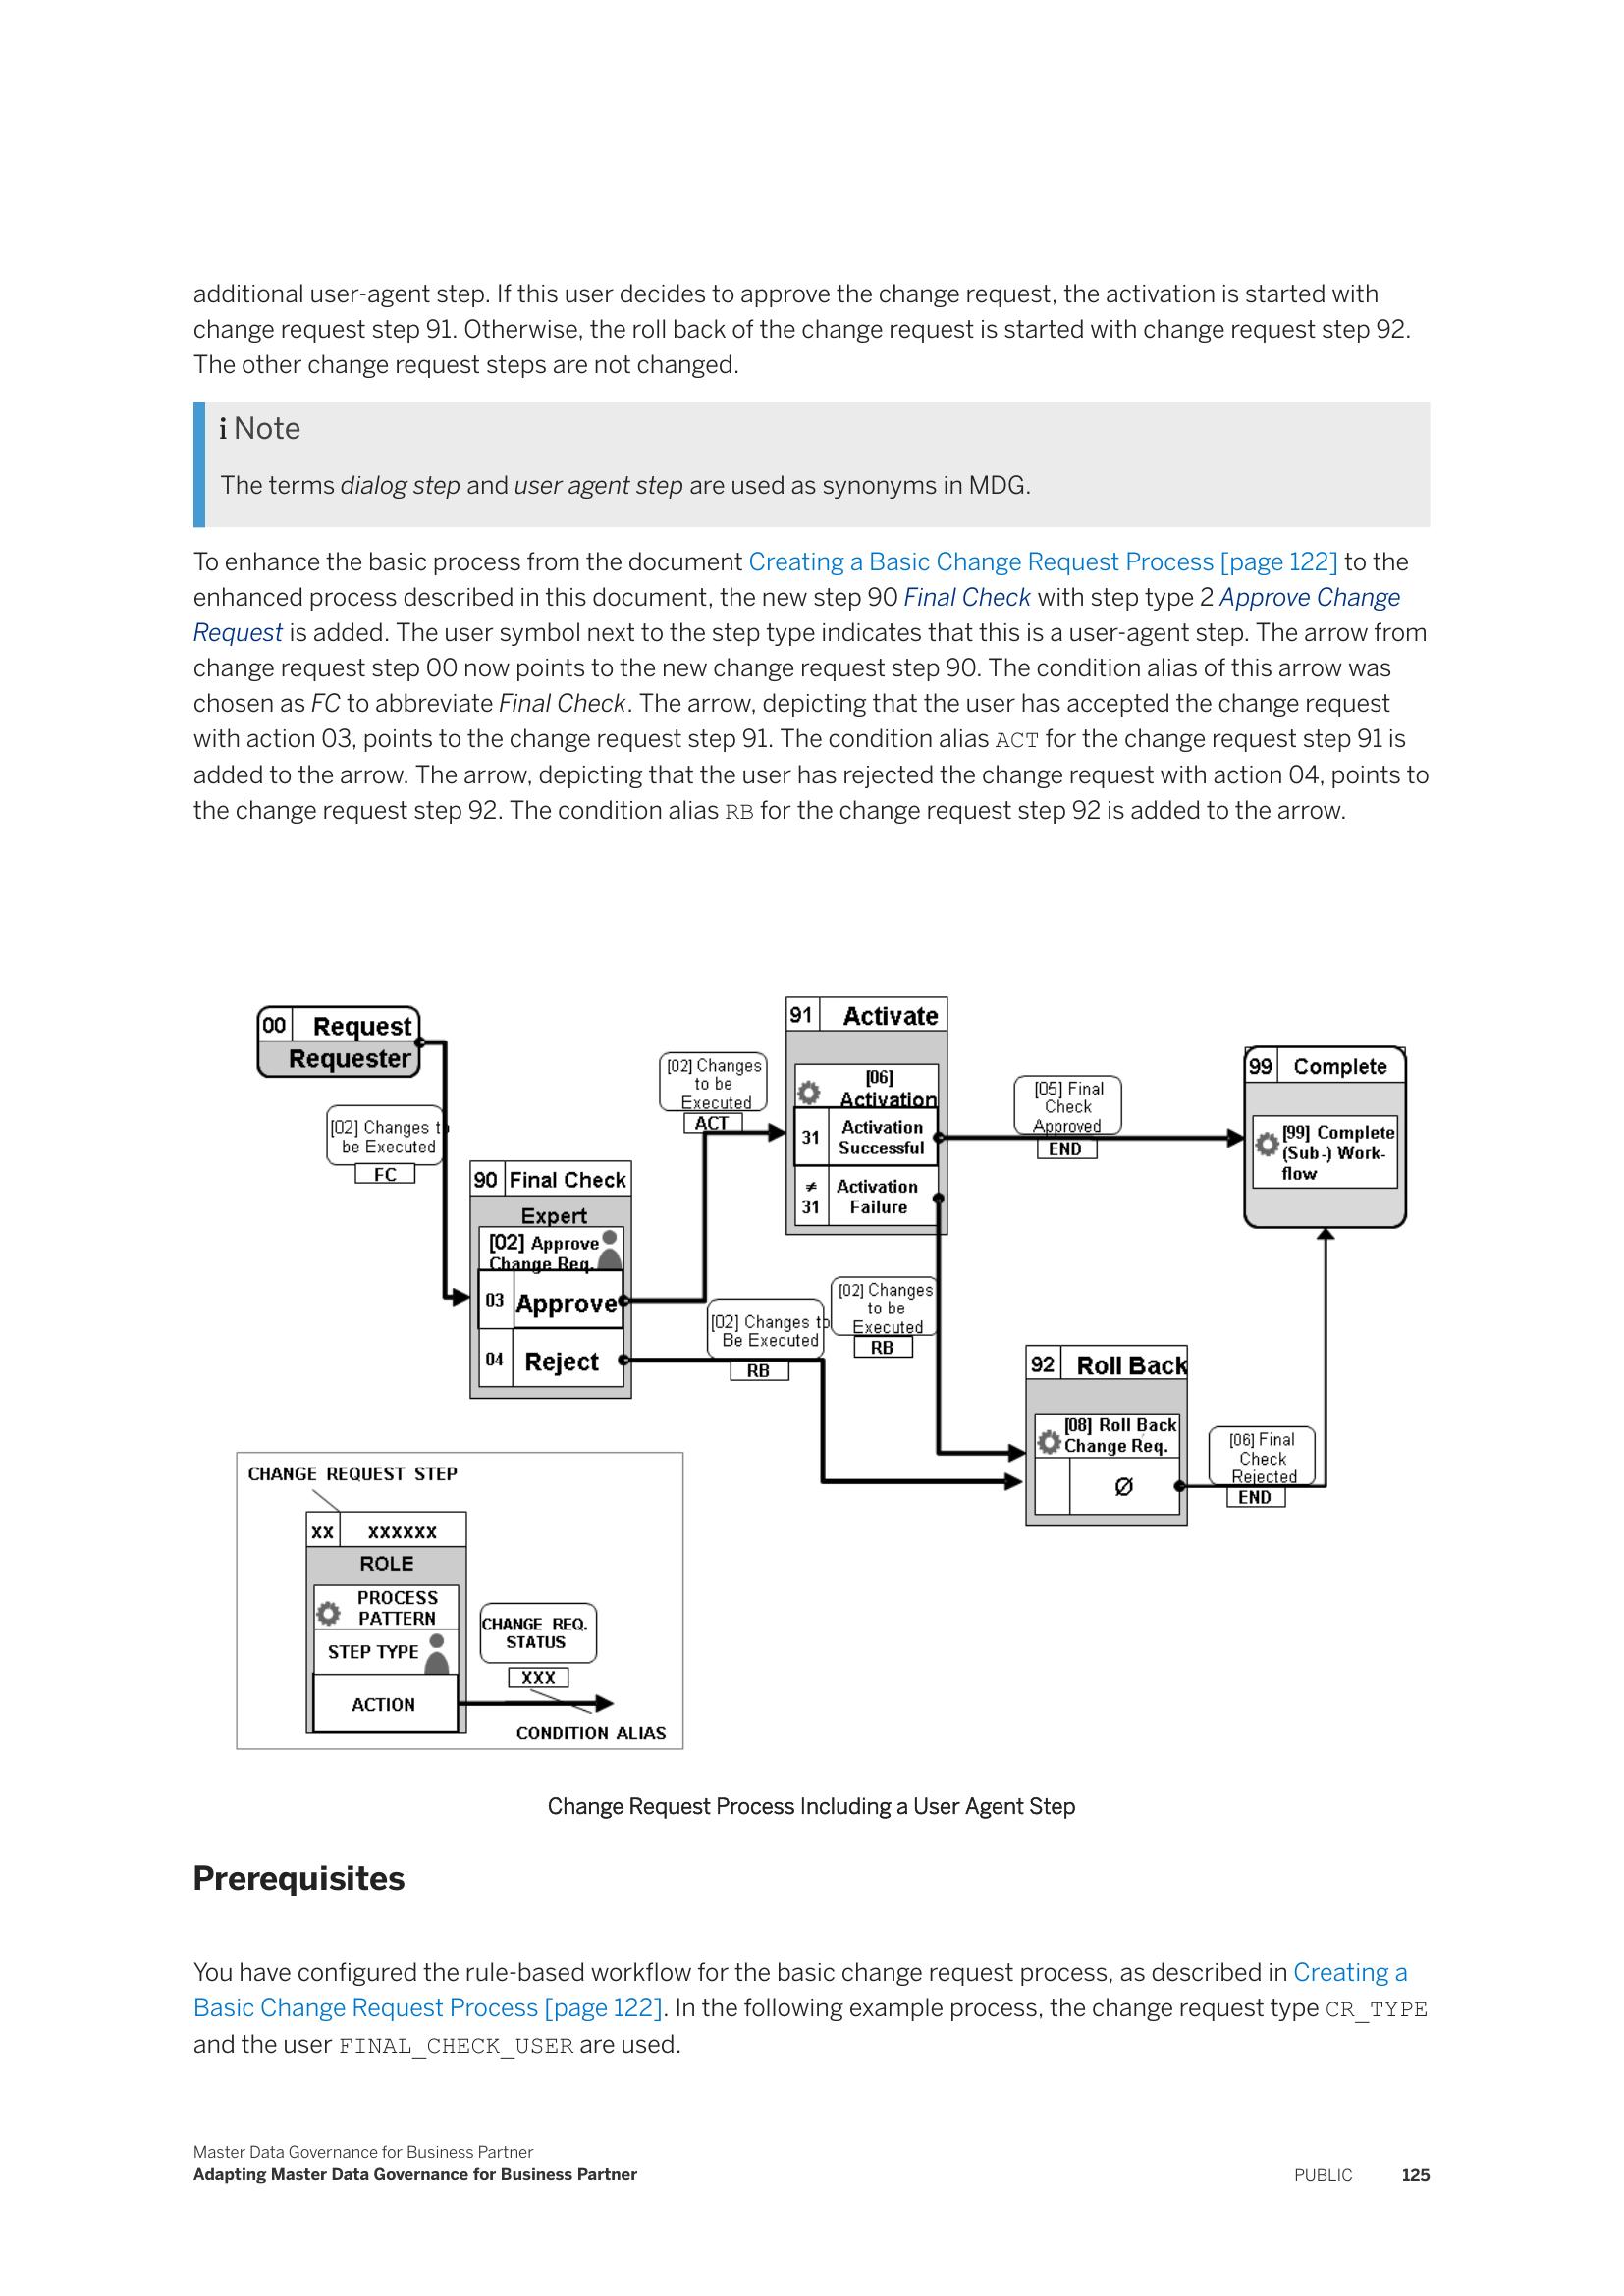 additional user-agent step. If this user decides to approve the change request, the activation is started with
change request step 91. Otherwise, the roll back of the change request is started with change request step 92.
The other change request steps are not changed.
i Note
The terms dialog step and user agent step are used as synonyms in MDG.
To enhance the basic process from the document Creating a Basic Change Request Process [page 122] to the
enhanced process described in this document, the new step 90 Final Check with step type 2 Approve Change
Request is added. The user symbol next to the step type indicates that this is a user-agent step. The arrow from
change request step 00 now points to the new change request step 90. The condition alias of this arrow was
chosen as FC to abbreviate Final Check. The arrow, depicting that the user has accepted the change request
with action 03, points to the change request step 91. The condition alias ACT for the change request step 91 is
added to the arrow. The arrow, depicting that the user has rejected the change request with action 04, points to
the change request step 92. The condition alias RB for the change request step 92 is added to the arrow.
00 Request
Requester
[02] Changes to
be Executed
FC
90 Final Check
Expert
[02] Approve
Change Req.
03 Approve
04 Reject
[02] Changes
to be
Executed
ACT
[02] Changes to
Be Executed
RB
91 Activate
[06]
Activation
31 Activation
Successful
≠
31
Activation
Failure
[02] Changes
to be
Executed
RB
[05] Final
Check
Approved
END
99 Complete
[99] Complete
(Sub-) Work-
flow
92 Roll Back
[08] Roll Back
Change Req.
Ø
[06] Final
Check
Rejected
END
CHANGE REQUEST STEP
xx xxxxxx
ROLE
PROCESS
PATTERN
STEP TYPE
ACTION
CHANGE REQ.
STATUS
XXX
CONDITION ALIAS
Change Request Process Including a User Agent Step
Prerequisites
You have configured the rule-based workflow for the basic change request process, as described in Creating a
Basic Change Request Process [page 122]. In the following example process, the change request type CR_TYPE
and the user FINAL_CHECK_USER are used.
Master Data Governance for Business Partner
Adapting Master Data Governance for Business Partner
PUBLIC 125